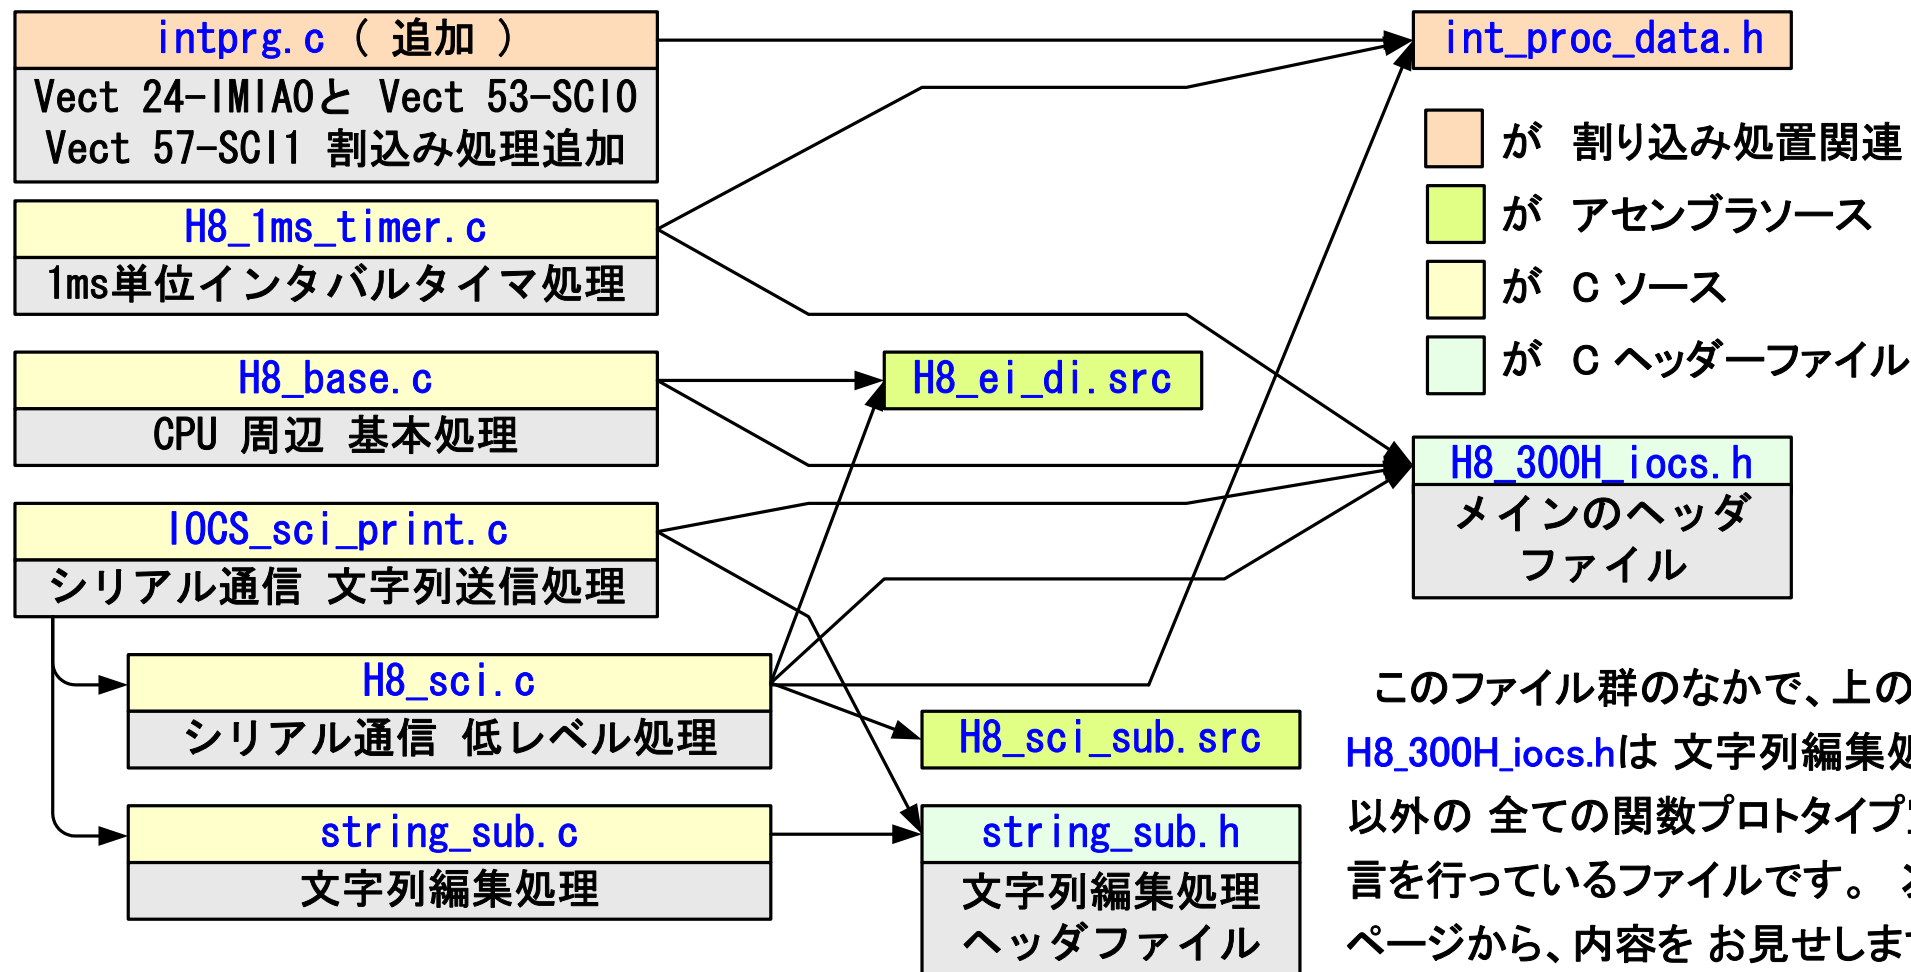 intprg.c ( 追加 )
Vect 24-IMIA0と Vect 53-SCI0
Vect 57-SCI1 割込み処理追加
H8_1ms_timer.c
1ms単位インタバルタイマ処理
H8_base.c
CPU 周辺 基本処理
IOCS_sci_print.c
シリアル通信 文字列送信処理
H8_sci.c
シリアル通信 低レベル処理
string_sub.c
文字列編集処理
H8_ei_di.src
H8_sci_sub.src
string_sub.h
文字列編集処理
ヘッダファイル
int_proc_data.h
が 割り込み処置関連
が アセンブラソース
が C ソース
が C ヘッダーファイル
H8_300H_iocs.h
メインのヘッダ
ファイル
このファイル群のなかで、上の
H8_300H_iocs.hは 文字列編集処
以外の 全ての関数プロトタイプ
言を行っているファイルです。
ページから、内容を お見せしま